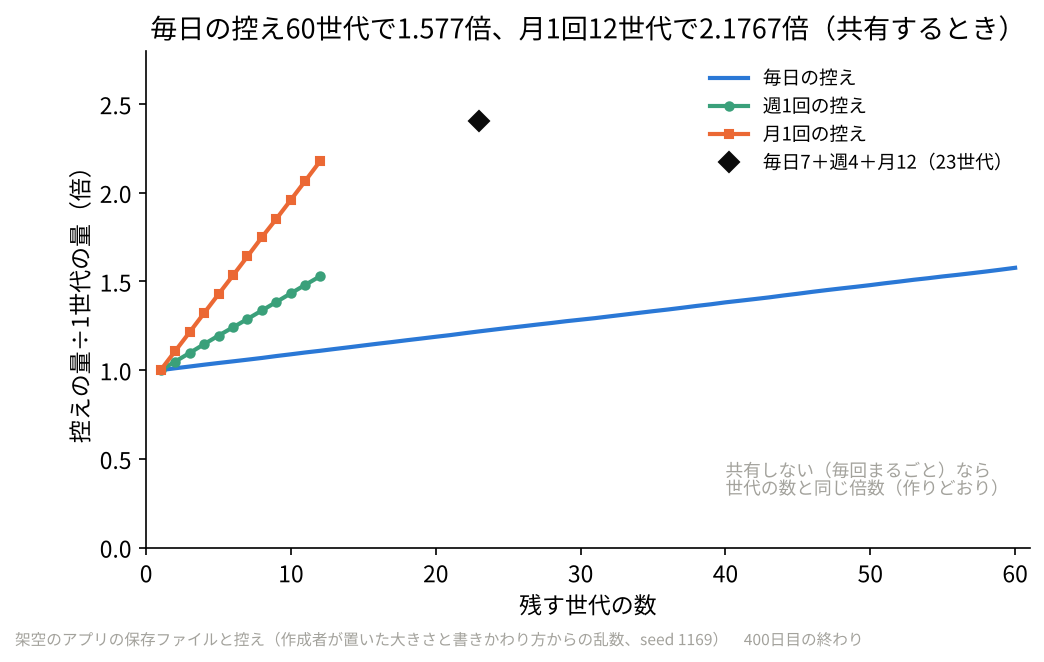 毎日の控え60世代で1.577倍、月1回12世代で2.1767倍（共有するとき）
毎日の控え
週1回の控え
月1回の控え
毎日7＋週4＋月12（23世代）
控えの量÷1世代の量（倍）
2.5
2.0
1.5
1.0
0.5
0.0
共有しない（毎回まるごと）なら
世代の数と同じ倍数（作りどおり）
0 10 20 30 40 50 60
残す世代の数
架空のアプリの保存ファイルと控え（作成者が置いた大きさと書きかわり方からの乱数、seed 1169） 400日目の終わり